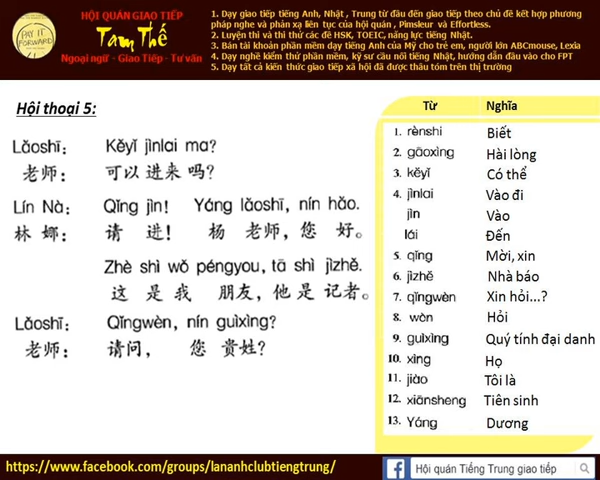 PAY IT FORWARD
HỘI QUÁN GIAO TIẾP
Tam Thế
Ngoại ngữ - Giao Tiếp - Tư vấn
1. Dạy giao tiếp tiếng Anh, Nhật, Trung từ đầu đến giao tiếp theo chủ đề kết hợp phương
pháp nghe và phản xạ liên tục của hội quán, Pimsleur và Effortless.
2. Luyện thi và thi thử các đề HSK, TOEIC, năng lực tiếng Nhật.
3. Bán tài khoản phần mềm dạy tiếng Anh của Mỹ cho trẻ em, người lớn ABCmouse, Lexia
4. Dạy nghề kiểm thử phần mềm, kỹ sư cầu nối tiếng Nhật, hướng dẫn đầu vào cho FPT
5. Dạy tất cả kiến thức giao tiếp xã hội đã được thâu tóm trên thị trường
Hội thoại 5:
Lǎoshī: Kěyǐ jìnlai ma?
老师: 可以进来吗?
Lín Nà: Qǐng jìn! Yáng lǎoshī, nín hǎo.
林娜: 请进!杨老师,您好。
Zhè shì wǒ péngyou, tā shì jìzhě.
这是我朋友,他是记者。
Lǎoshī: Qǐngwèn, nín guìxìng?
老师: 请问,您贵姓?
Từ Nghĩa
1. rènshi Biết
2. gāoxìng Hài lòng
3. kěyǐ Có thể
4. jìnlai Vào đi
jìn Vào
lái Đến
5. qǐng Mời, xin
6. jìzhě Nhà báo
7. qǐngwèn Xin hỏi...?
8. wèn Hỏi
9. guìxìng Quý tính đại danh
10. xìng Họ
11. jiào Tôi là
12. xiānsheng Tiên sinh
13. Yáng Dương
https://www.facebook.com/groups/lananhclubtiengtrung/
f Hội quán Tiếng Trung giao tiếp